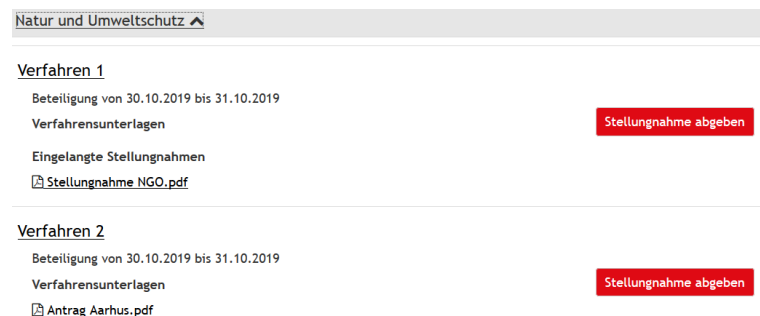 Natur und Umweltschutz
Verfahren 1
Beteiligung von 30.10.2019 bis 31.10.2019
Verfahrensunterlagen
Stellungnahme abgeben
Eingelangte Stellungnahmen
Stellungnahme NGO.pdf
Verfahren 2
Beteiligung von 30.10.2019 bis 31.10.2019
Verfahrensunterlagen
Stellungnahme abgeben
Antrag Aarhus.pdf